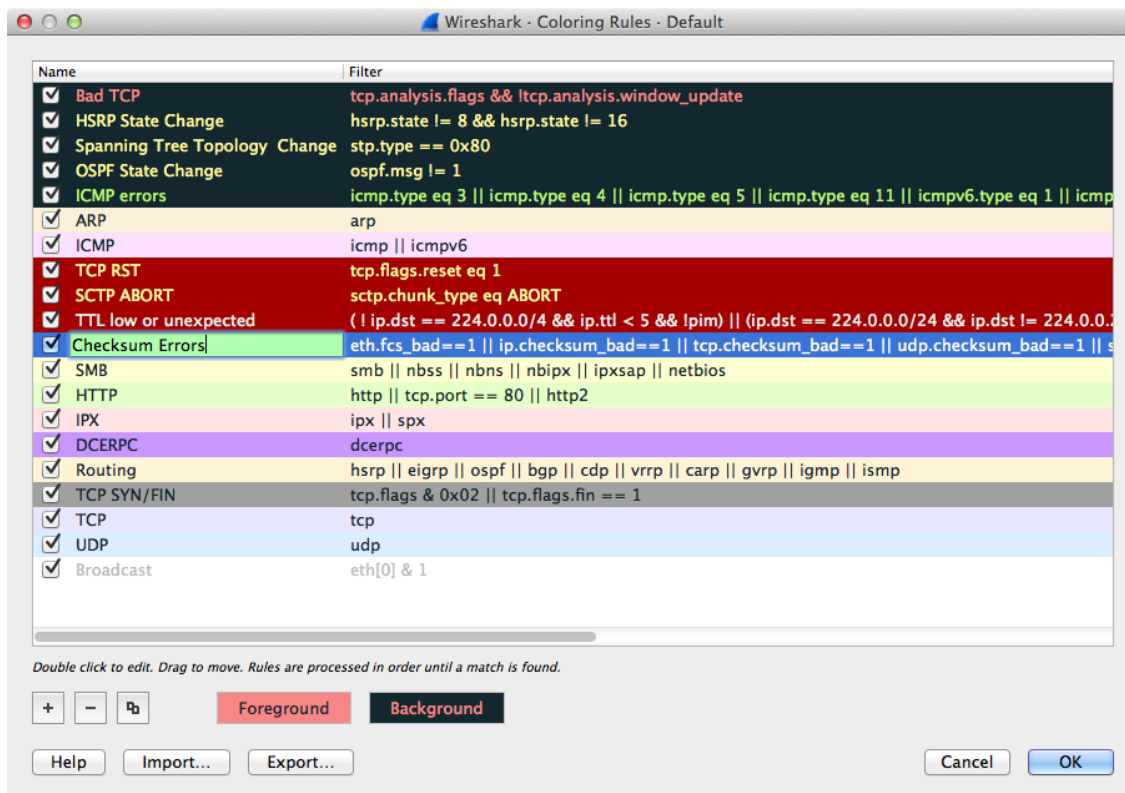 Wireshark · Coloring Rules · Default
Name Filter
Bad TCP tcp.analysis.flags && !tcp.analysis.window_update
HSRP State Change hsrp.state != 8 && hsrp.state != 16
Spanning Tree Topology  Change stp.type == 0x80
OSPF State Change ospf.msg != 1
ICMP errors icmp.type eq 3 || icmp.type eq 4 || icmp.type eq 5 || icmp.type eq 11 || icmpv6.type eq 1 || icmp
ARP arp
ICMP icmp || icmpv6
TCP RST tcp.flags.reset eq 1
SCTP ABORT sctp.chunk_type eq ABORT
TTL low or unexpected ( ! ip.dst == 224.0.0.0/4 && ip.ttl < 5 && !pim) || (ip.dst == 224.0.0.0/24 && ip.dst != 224.0.0.
Checksum Errors eth.fcs_bad==1 || ip.checksum_bad==1 || tcp.checksum_bad==1 || udp.checksum_bad==1 || s
SMB smb || nbss || nbns || nbipx || ipxsap || netbios
HTTP http || tcp.port == 80 || http2
IPX ipx || spx
DCERPC dcerpc
Routing hsrp || eigrp || ospf || bgp || cdp || vrrp || carp || gvrp || igmp || ismp
TCP SYN/FIN tcp.flags & 0x02 || tcp.flags.fin == 1
TCP tcp
UDP udp
Broadcast eth[0] & 1
Double click to edit. Drag to move. Rules are processed in order until a match is found.
+ − Foreground Background
Help Import... Export... Cancel OK